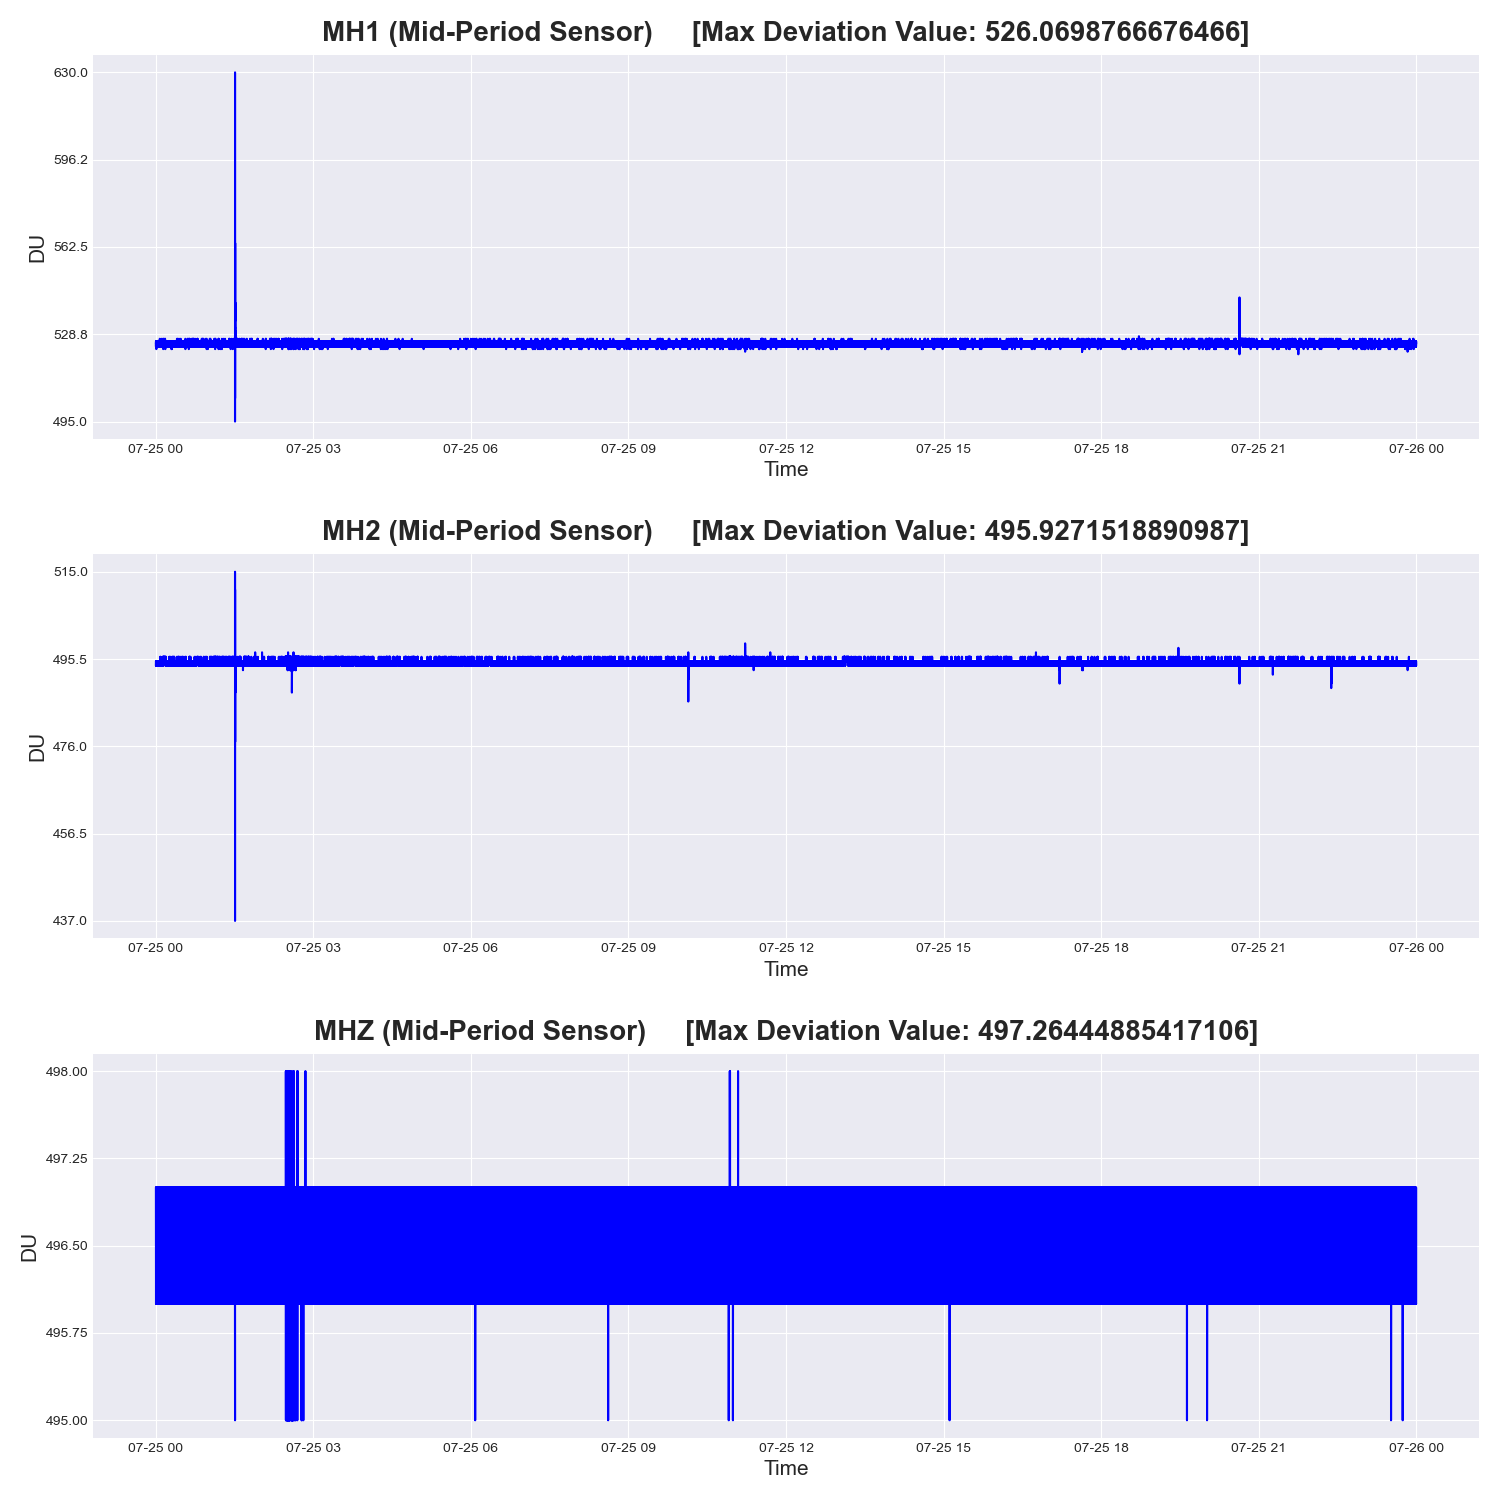 MH1 (Mid-Period Sensor) [Max Deviation Value: 526.0698766676466]
630.0
596.2
562.5
528.8
495.0
DU
07-25 00 07-25 03 07-25 06 07-25 09 07-25 12 07-25 15 07-25 18 07-25 21 07-26 00
Time
MH2 (Mid-Period Sensor) [Max Deviation Value: 495.9271518890987]
515.0
495.5
476.0
456.5
437.0
DU
07-25 00 07-25 03 07-25 06 07-25 09 07-25 12 07-25 15 07-25 18 07-25 21 07-26 00
Time
MHZ (Mid-Period Sensor) [Max Deviation Value: 497.26444885417106]
498.00
497.25
496.50
495.75
495.00
DU
07-25 00 07-25 03 07-25 06 07-25 09 07-25 12 07-25 15 07-25 18 07-25 21 07-26 00
Time